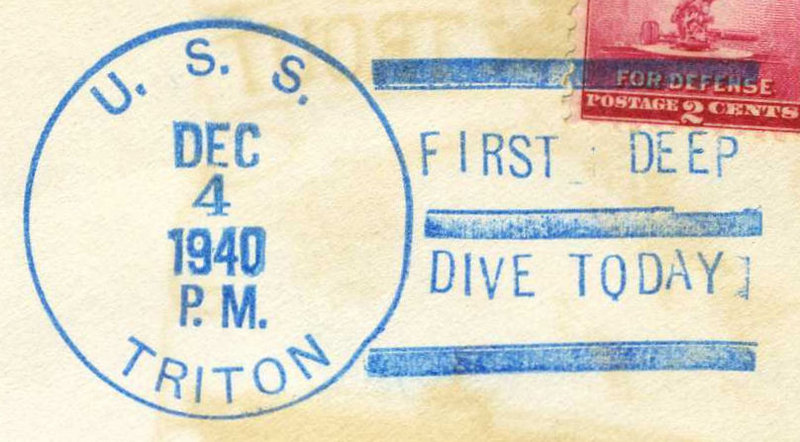 U. S. S.
DEC
4
1940
P. M.
TRITON
FOR DEFENSE
POSTAGE 2 CENTS
FIRST DEEP
DIVE TODAY